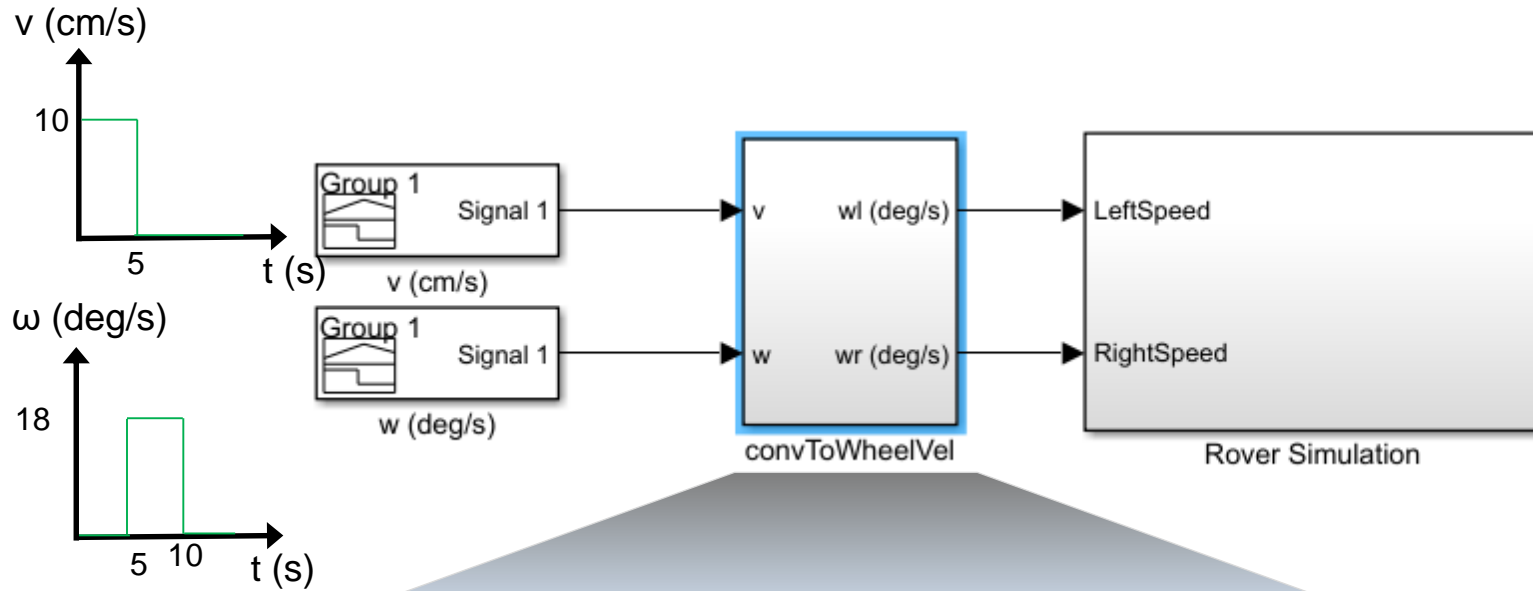 v (cm/s)
10
5
t (s)
ω (deg/s)
18
5
10
t (s)
Group 1
Signal 1
v (cm/s)
Group 1
Signal 1
w (deg/s)
v
wl (deg/s)
w
wr (deg/s)
convToWheelVel
LeftSpeed
RightSpeed
Rover Simulation